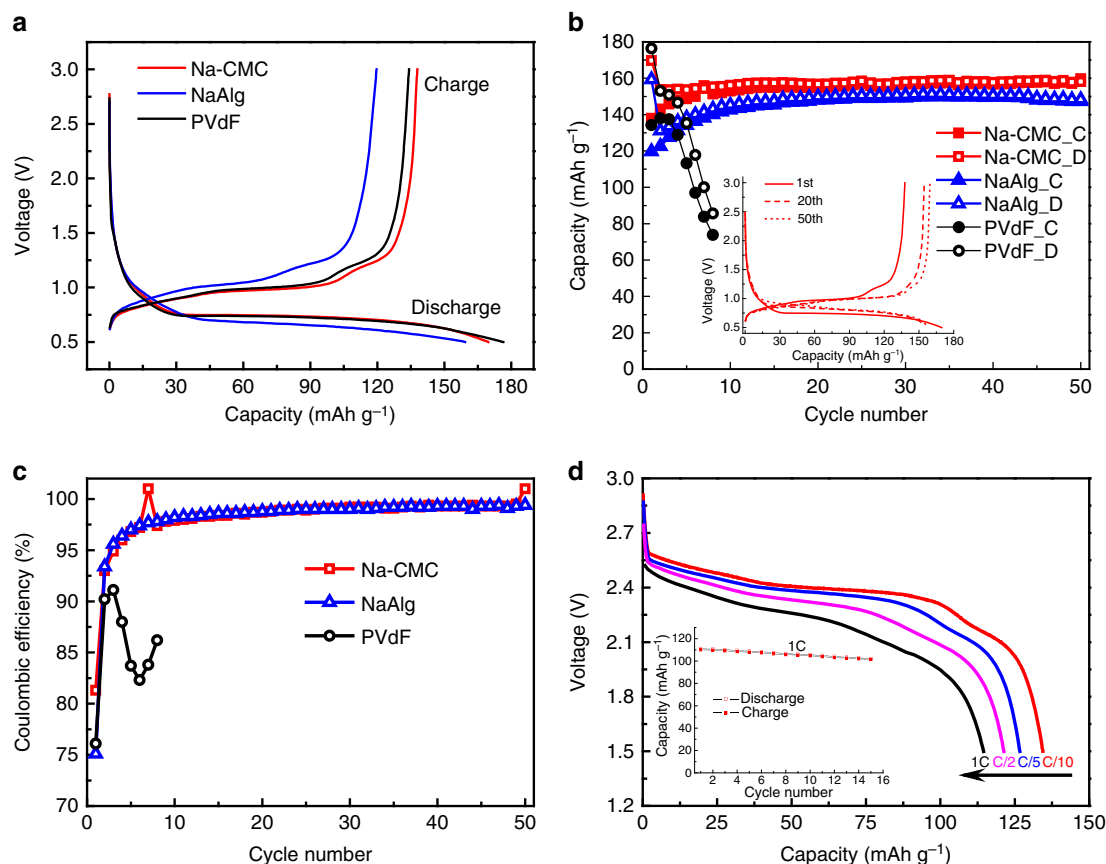 a
3.0
2.5
2.0
1.5
1.0
0.5
Voltage (V)
Na-CMC
NaAlg
PVdF
Charge
Discharge
0 30 60 90 120 150 180
Capacity (mAh g⁻¹)
b
180
160
140
120
100
80
60
40
20
0
Capacity (mAh g⁻¹)
Na-CMC_C
Na-CMC_D
NaAlg_C
NaAlg_D
PVdF_C
PVdF_D
1st
20th
50th
3.0
2.5
2.0
1.5
1.0
0.5
Voltage (V)
0 30 60 90 120 150 180
Capacity (mAh g⁻¹)
0 10 20 30 40 50
Cycle number
c
100
95
90
85
80
75
70
Coulombic efficiency (%)
Na-CMC
NaAlg
PVdF
0 10 20 30 40 50
Cycle number
d
3.0
2.7
2.4
2.1
1.8
1.5
1.2
Voltage (V)
110
100
80
60
40
20
0
Capacity (mAh g⁻¹)
1C
Discharge
Charge
2 4 6 8 10 12 14 16
Cycle number
1C C/2 C/5 C/10
0 25 50 75 100 125 150
Capacity (mAh g⁻¹)